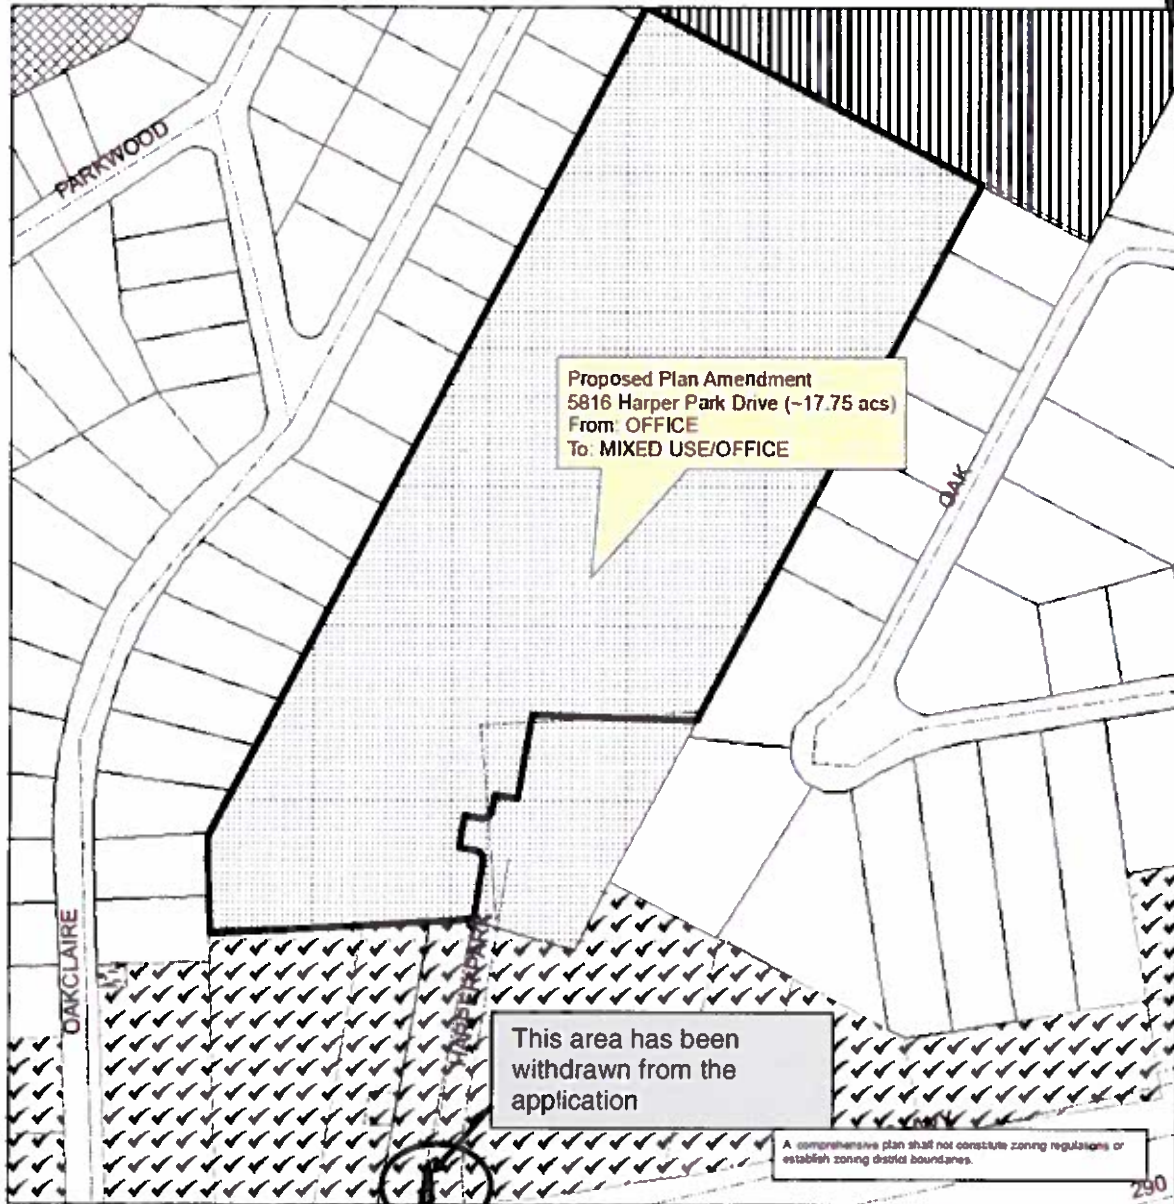 PARKWOOD
Proposed Plan Amendment
5816 Harper Park Drive (~17.75 acs)
From: OFFICE
To: MIXED USE/OFFICE
OAK
OAKCLAIRE
HARPER PARK
This area has been
withdrawn from the
application
A comprehensive plan shall not constitute zoning regulations or
establish zoning district boundaries.
290